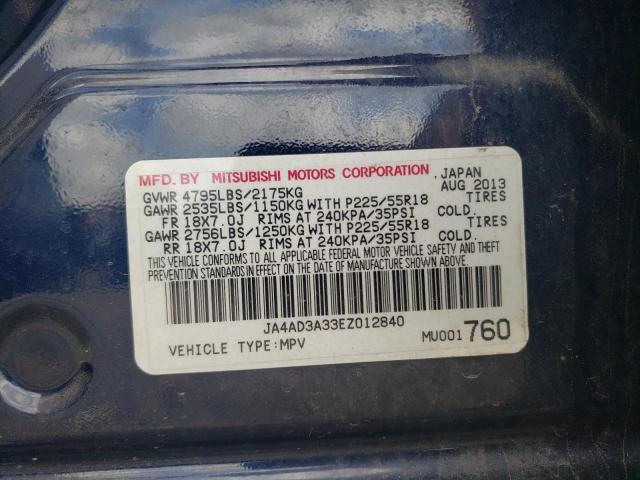 MFD. BY MITSUBISHI MOTORS CORPORATION , JAPAN
GVWR 4795LBS/2175KG AUG 2013
GAWR 2535LBS/1150KG WITH P225/55R18 TIRES
FR 18X7.0J RIMS AT 240KPA/35PSI COLD.
GAWR 2756LBS/1250KG WITH P225/55R18 TIRES
RR 18X7.0J RIMS AT 240KPA/35PSI COLD.
THIS VEHICLE CONFORMS TO ALL APPLICABLE FEDERAL MOTOR VEHICLE SAFETY AND THEFT
PREVENTION STANDARDS IN EFFECT ON THE DATE OF MANUFACTURE SHOWN ABOVE.
JA4AD3A33EZ012840
VEHICLE TYPE:MPV MU001 760